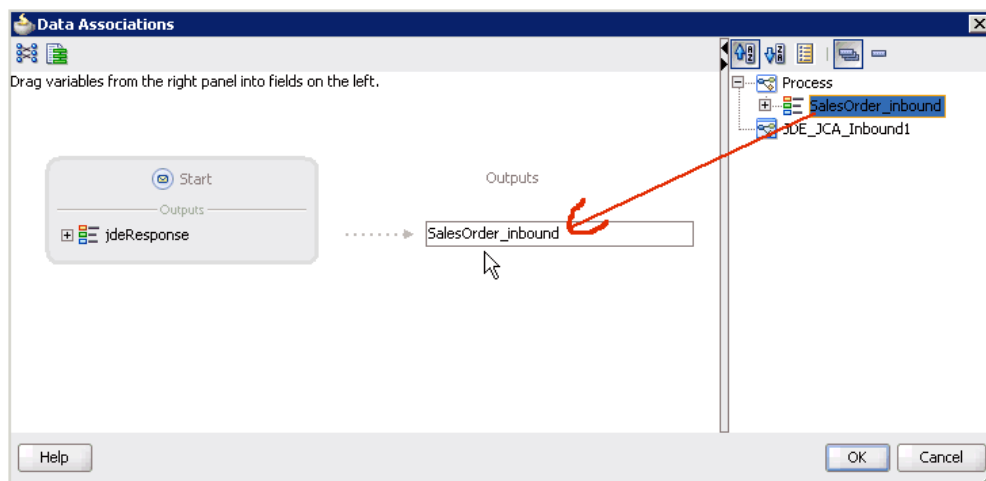 Data Associations
Drag variables from the right panel into fields on the left.
Process
SalesOrder_inbound
JDE_JCA_Inbound1
Start
Outputs
Outputs
jdeResponse
SalesOrder_inbound
Help
OK
Cancel